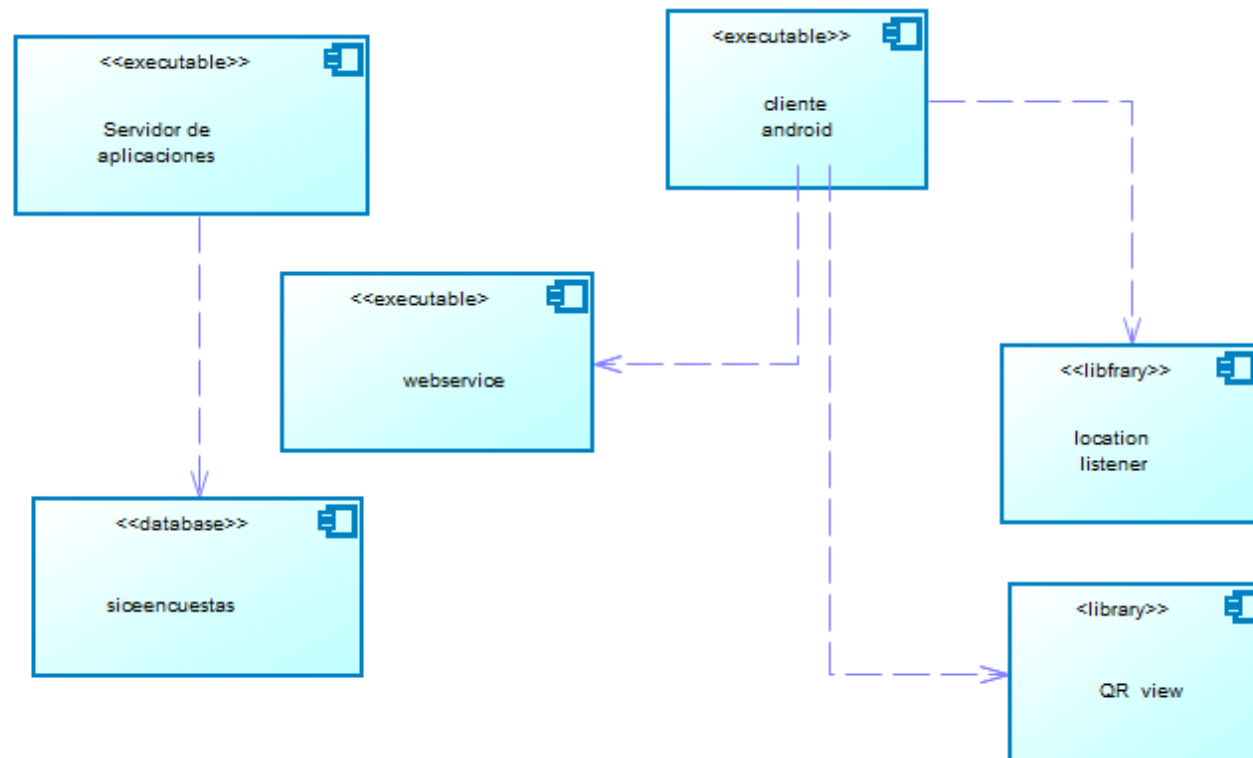 <<executable>>
Servidor de
aplicaciones
<executable>>
cliente
android
<<executable>
webservice
<<libfrary>>
location
listener
<<database>>
siceencuestas
<library>>
QR view